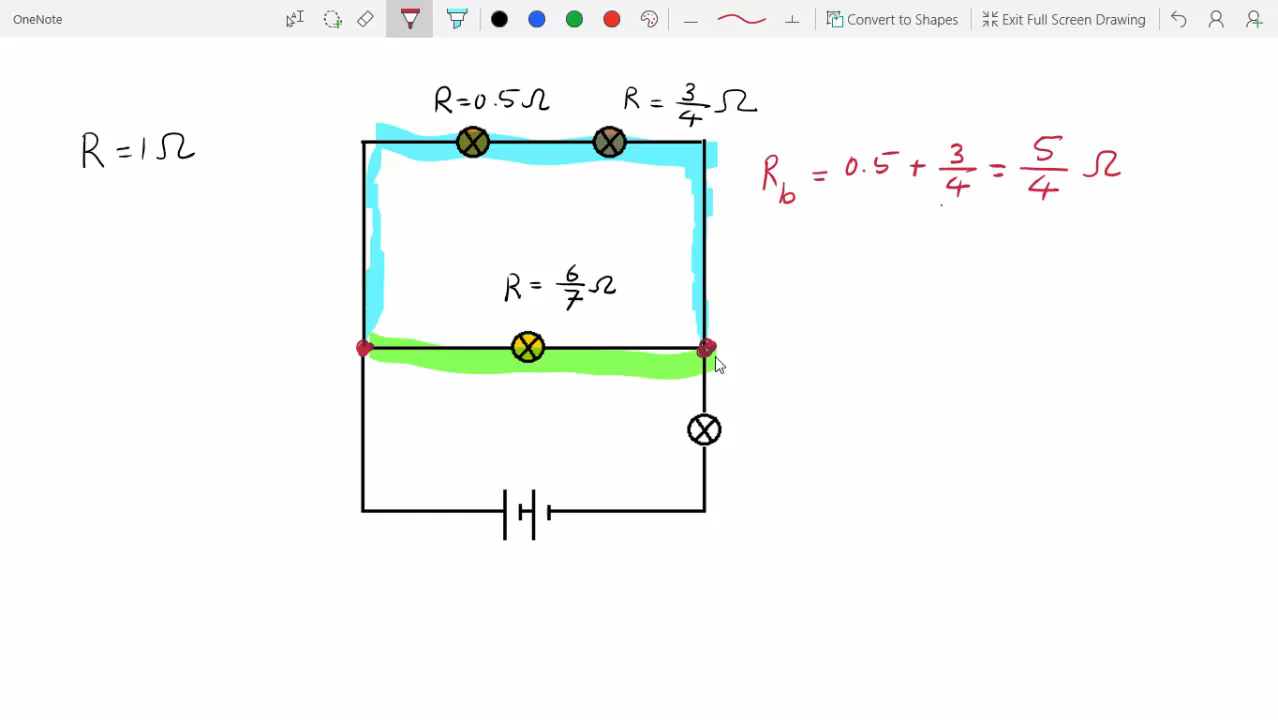 OneNote
Convert to Shapes
Exit Full Screen Drawing
R=0.5Ω
R = 3/4 Ω
R=1Ω
R_b = 0.5 + 3/4 = 5/4 Ω
R = 6/7 Ω